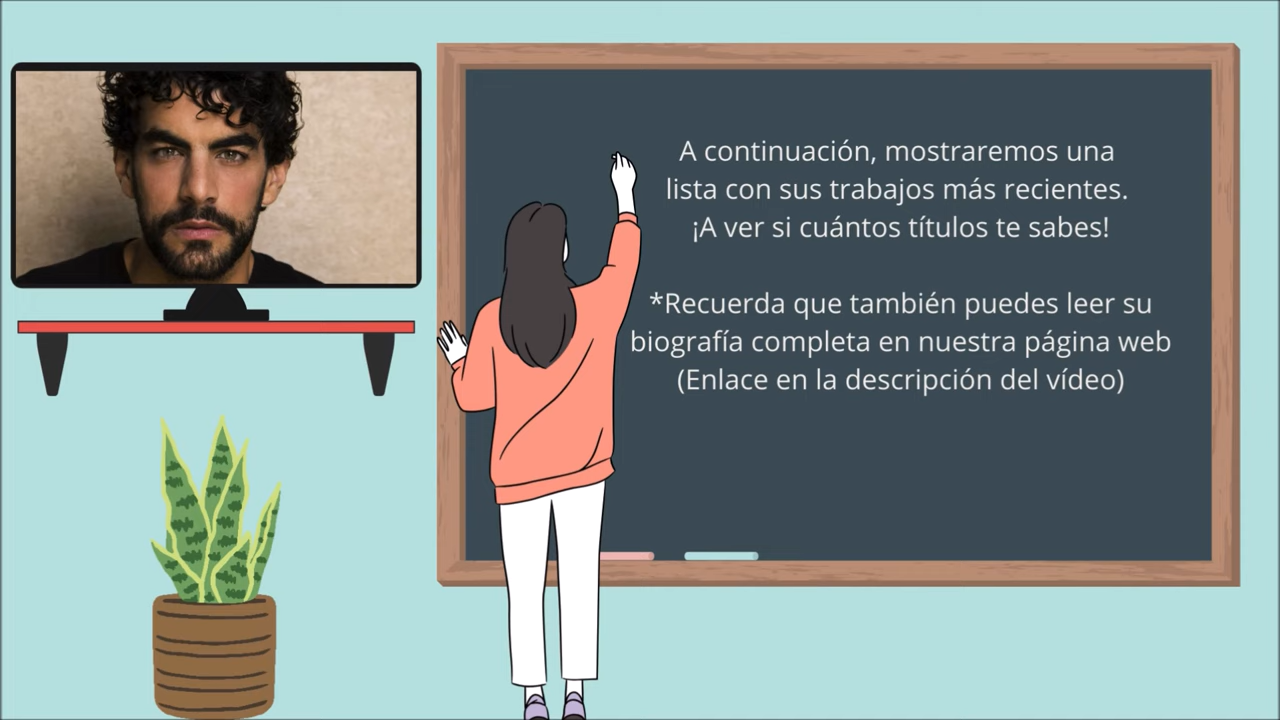 A continuación, mostraremos una
lista con sus trabajos más recientes.
¡A ver si cuántos títulos te sabes!
*Recuerda que también puedes leer su
biografía completa en nuestra página web
(Enlace en la descripción del vídeo)